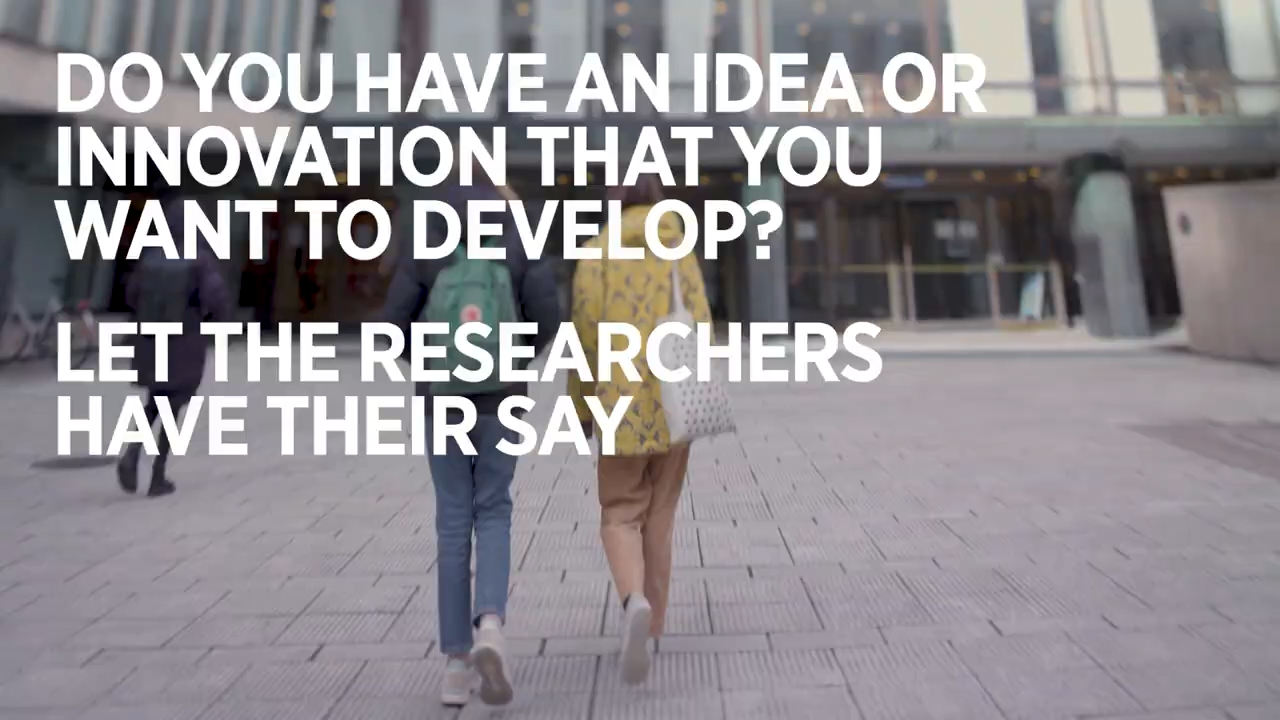 DO YOU HAVE AN IDEA OR
INNOVATION THAT YOU
WANT TO DEVELOP?
LET THE RESEARCHERS
HAVE THEIR SAY